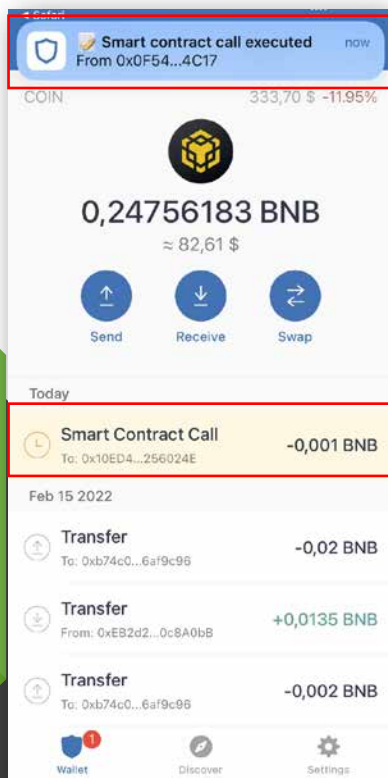 Safari
Smart contract call executed now
From 0x0F54...4C17
COIN 333,70 $ -11.95%
0,24756183 BNB
≈ 82,61 $
Send Receive Swap
Today
Smart Contract Call -0,001 BNB
To: 0x10ED4...256024E
Feb 15 2022
Transfer -0,02 BNB
To: 0xb74c0...6af9c96
Transfer +0,0135 BNB
From: 0xEB2d2...0c8A0bB
Transfer -0,002 BNB
To: 0xb74c0...6af9c96
1
Wallet Discover Settings